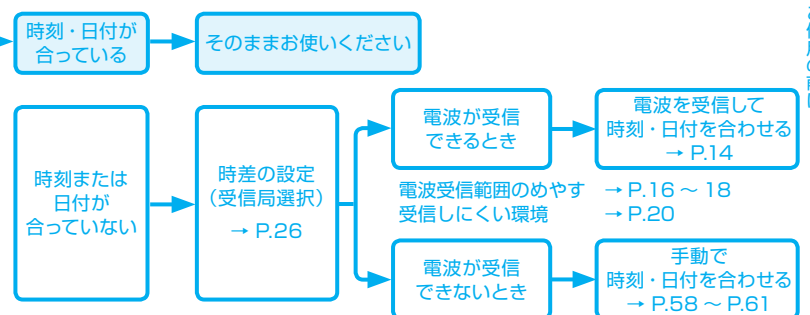 時刻・日付が
合っている
そのままお使いください
時刻または
日付が
合っていない
時差の設定
（受信局選択）
→ P.26
電波が受信
できるとき
電波を受信して
時刻・日付を合わせる
→ P.14
電波受信範囲のめやす → P.16 ～ 18
受信しにくい環境 → P.20
電波が受信
できないとき
手動で
時刻・日付を合わせる
→ P.58 ～ P.61